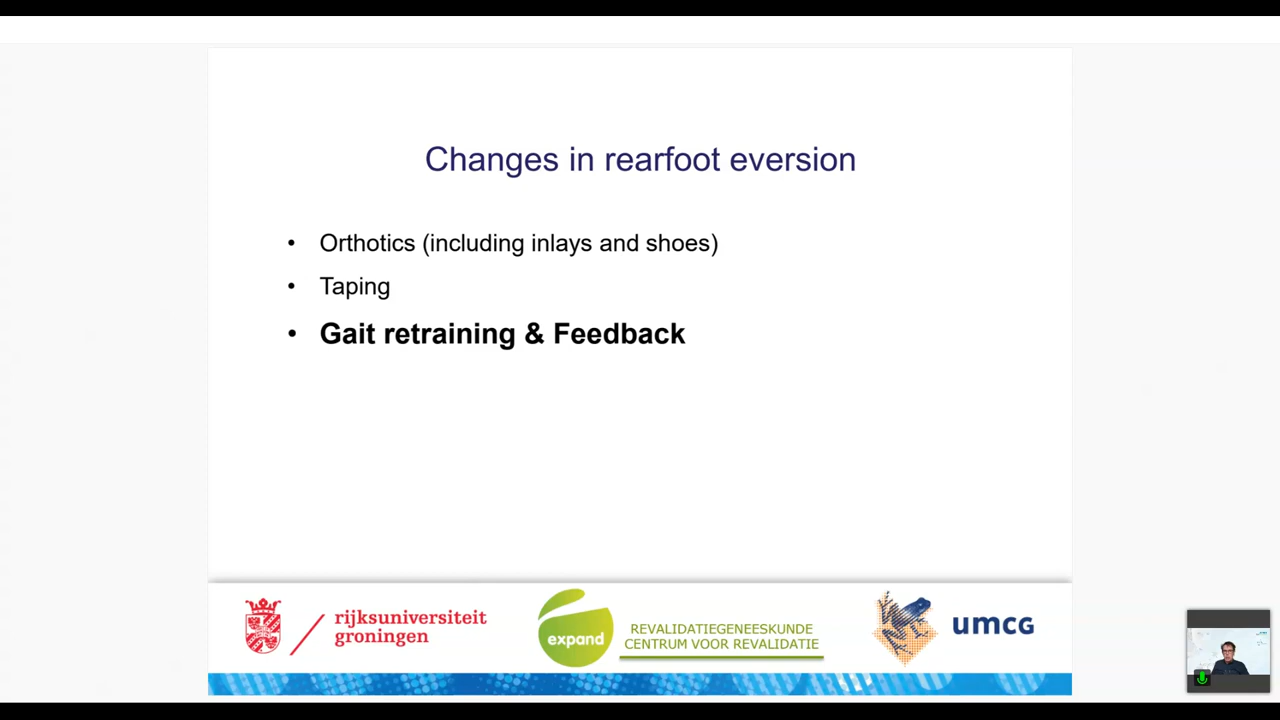 Changes in rearfoot eversion
• Orthotics (including inlays and shoes)
• Taping
• Gait retraining & Feedback
rijksuniversiteit
groningen
expand
REVALIDATIEGENEESKUNDE
CENTRUM VOOR REVALIDATIE
umcg